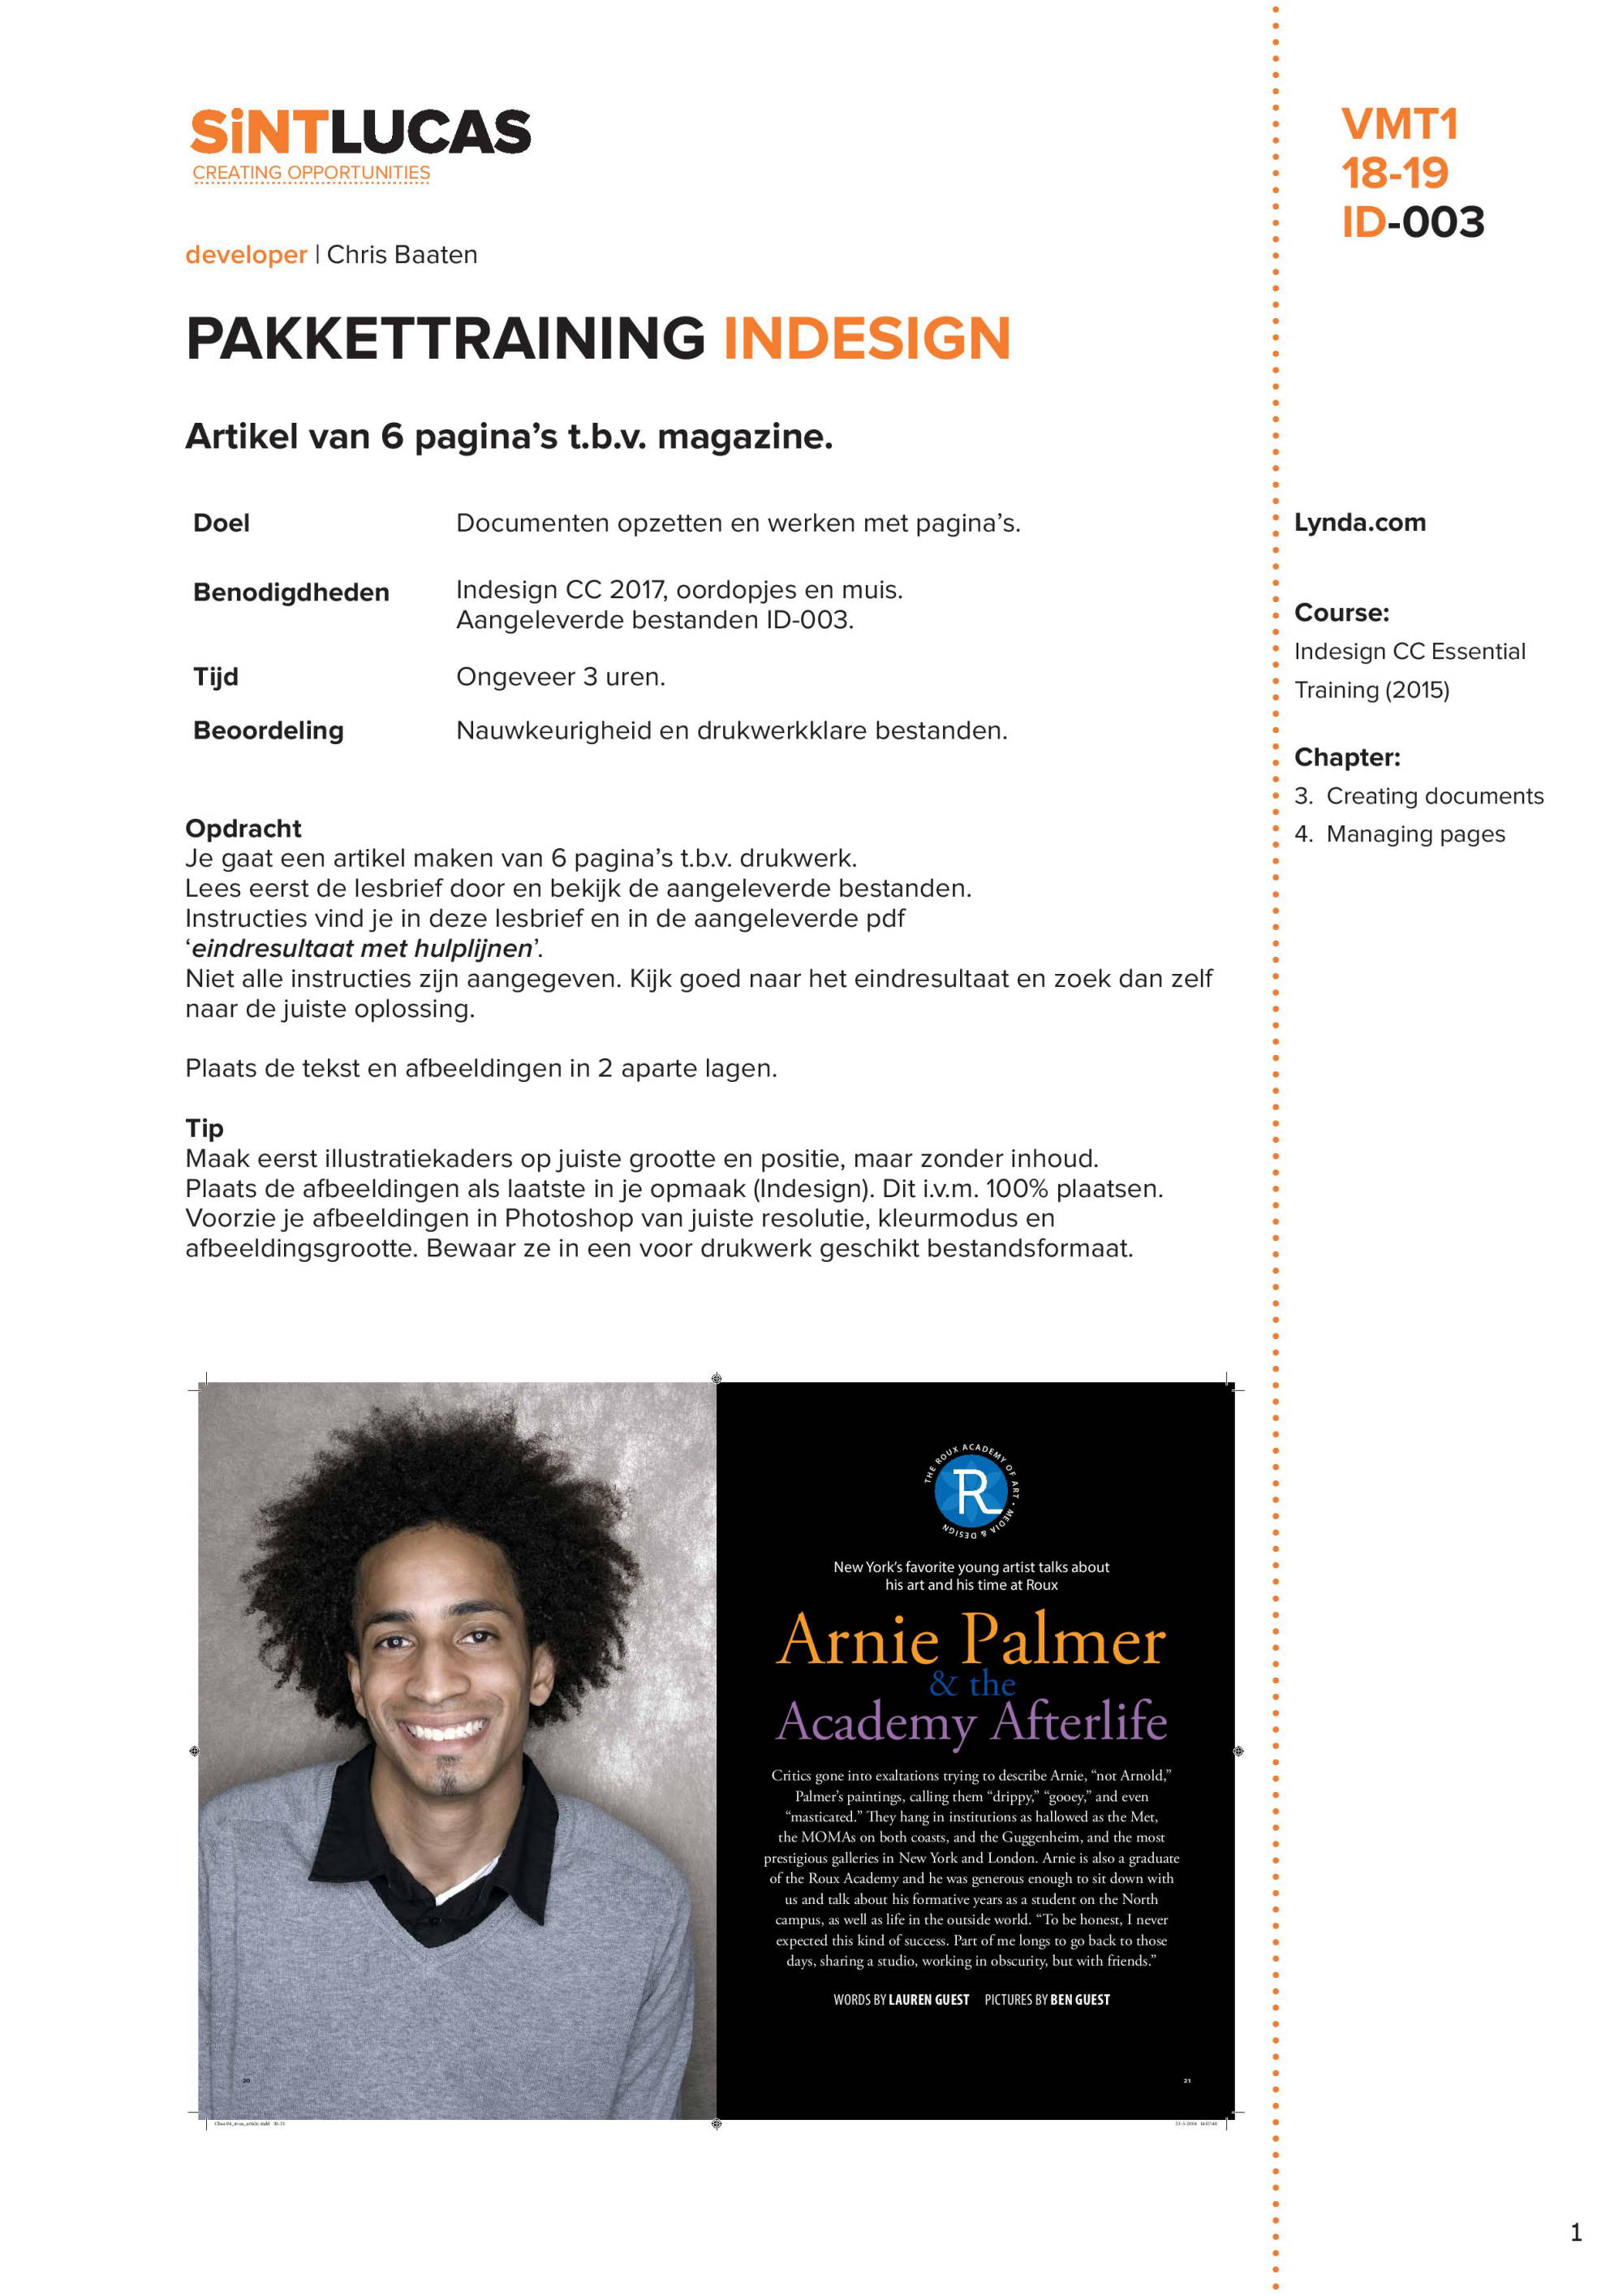 SiNTLUCAS
CREATING OPPORTUNITIES
VMT1
18-19
ID-003
developer | Chris Baaten
PAKKETTRAINING INDESIGN
Artikel van 6 pagina’s t.b.v. magazine.
Doel Documenten opzetten en werken met pagina’s.
Benodigdheden Indesign CC 2017, oordopjes en muis.
Aangeleverde bestanden ID-003.
Tijd Ongeveer 3 uren.
Beoordeling Nauwkeurigheid en drukwerkklare bestanden.
Lynda.com
Course:
Indesign CC Essential
Training (2015)
Chapter:
3. Creating documents
4. Managing pages
Opdracht
Je gaat een artikel maken van 6 pagina’s t.b.v. drukwerk.
Lees eerst de lesbrief door en bekijk de aangeleverde bestanden.
Instructies vind je in deze lesbrief en in de aangeleverde pdf
‘eindresultaat met hulplijnen’.
Niet alle instructies zijn aangegeven. Kijk goed naar het eindresultaat en zoek dan zelf
naar de juiste oplossing.
Plaats de tekst en afbeeldingen in 2 aparte lagen.
Tip
Maak eerst illustratiekaders op juiste grootte en positie, maar zonder inhoud.
Plaats de afbeeldingen als laatste in je opmaak (Indesign). Dit i.v.m. 100% plaatsen.
Voorzie je afbeeldingen in Photoshop van juiste resolutie, kleurmodus en
afbeeldingsgrootte. Bewaar ze in een voor drukwerk geschikt bestandsformaat.
THE ROUX ACADEMY OF ART • MEDIA & DESIGN
R
New York’s favorite young artist talks about
his art and his time at Roux
Arnie Palmer
& the
Academy Afterlife
Critics gone into exaltations trying to describe Arnie, “not Arnold,”
Palmer’s paintings, calling them “drippy,” “gooey,” and even
“masticated.” They hang in institutions as hallowed as the Met,
the MOMAs on both coasts, and the Guggenheim, and the most
prestigious galleries in New York and London. Arnie is also a graduate
of the Roux Academy and he was generous enough to sit down with
us and talk about his formative years as a student on the North
campus, as well as life in the outside world. “To be honest, I never
expected this kind of success. Part of me longs to go back to those
days, sharing a studio, working in obscurity, but with friends.”
WORDS BY LAUREN GUEST PICTURES BY BEN GUEST
20
21
1